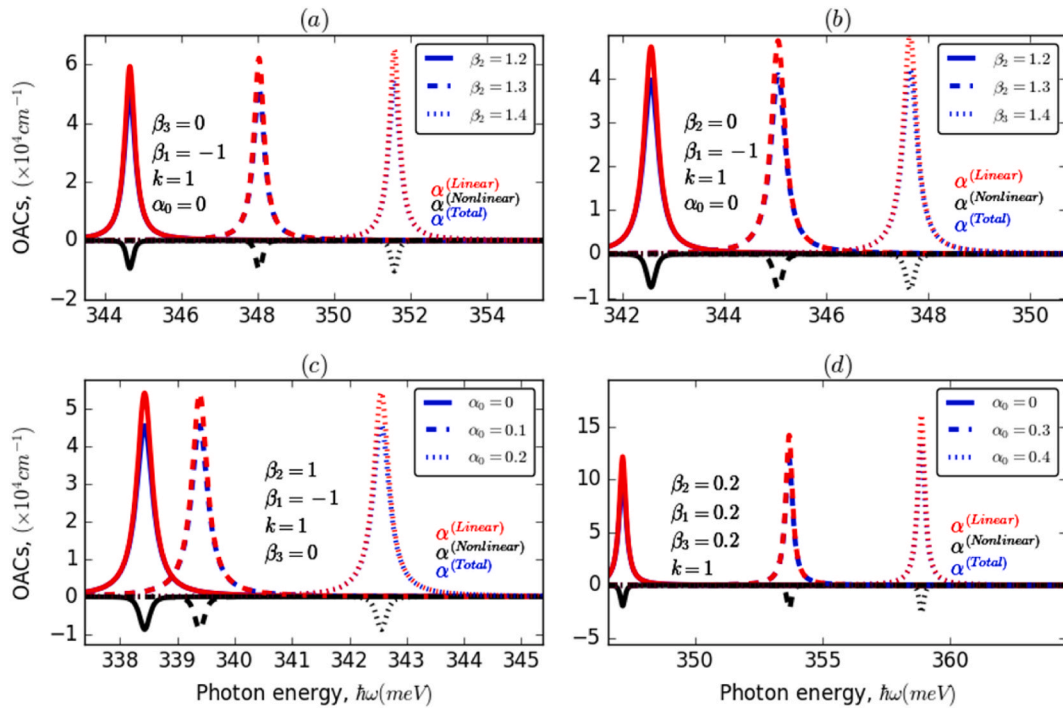 (a)
OACs, (×10⁴cm⁻¹)
6
4
2
0
−2
β₂ = 1.2
β₂ = 1.3
β₂ = 1.4
β₃ = 0
β₁ = −1
k = 1
α₀ = 0
α^(Linear)
α^(Nonlinear)
α^(Total)
344 346 348 350 352 354
(b)
4
3
2
1
0
−1
β₂ = 1.2
β₂ = 1.3
β₃ = 1.4
β₂ = 0
β₁ = −1
k = 1
α₀ = 0
α^(Linear)
α^(Nonlinear)
α^(Total)
342 344 346 348 350
(c)
OACs, (×10⁴cm⁻¹)
5
4
3
2
1
0
−1
α₀ = 0
α₀ = 0.1
α₀ = 0.2
β₂ = 1
β₁ = −1
k = 1
β₃ = 0
α^(Linear)
α^(Nonlinear)
α^(Total)
338 339 340 341 342 343 344 345
Photon energy, ℏω(meV)
(d)
15
10
5
0
−5
α₀ = 0
α₀ = 0.3
α₀ = 0.4
β₂ = 0.2
β₁ = 0.2
β₃ = 0.2
k = 1
α^(Linear)
α^(Nonlinear)
α^(Total)
350 355 360
Photon energy, ℏω(meV)